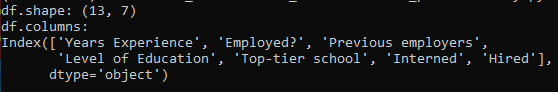 df.shape: (13, 7)
df.columns:
Index(['Years Experience', 'Employed?', 'Previous employers',
'Level of Education', 'Top-tier school', 'Interned', 'Hired'],
dtype='object')